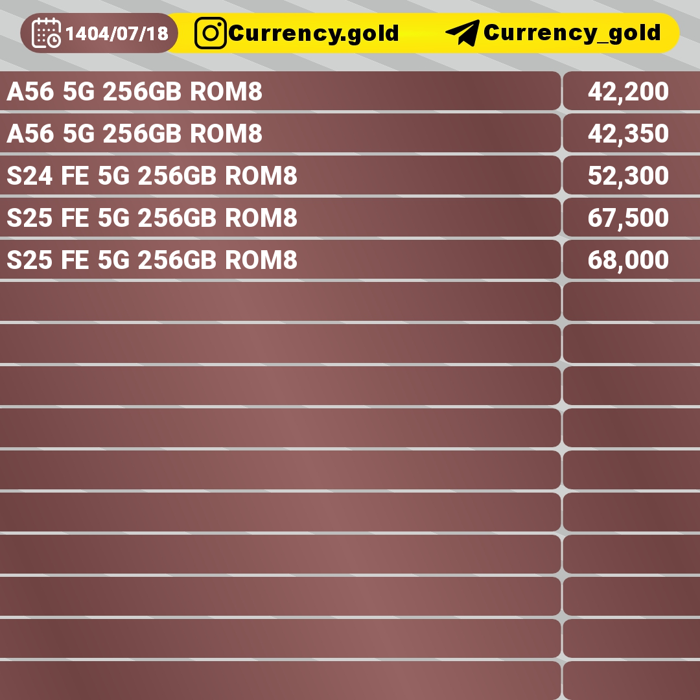 1404/07/18 Currency.gold Currency_gold
A56 5G 256GB ROM8 42,200
A56 5G 256GB ROM8 42,350
S24 FE 5G 256GB ROM8 52,300
S25 FE 5G 256GB ROM8 67,500
S25 FE 5G 256GB ROM8 68,000